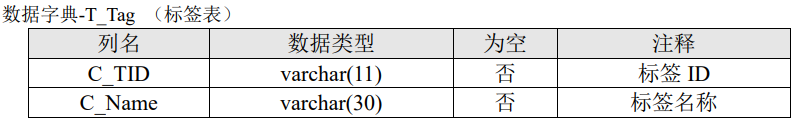 数据字典-T_Tag （标签表）
列名 数据类型 为空 注释
C_TID varchar(11) 否 标签 ID
C_Name varchar(30) 否 标签名称